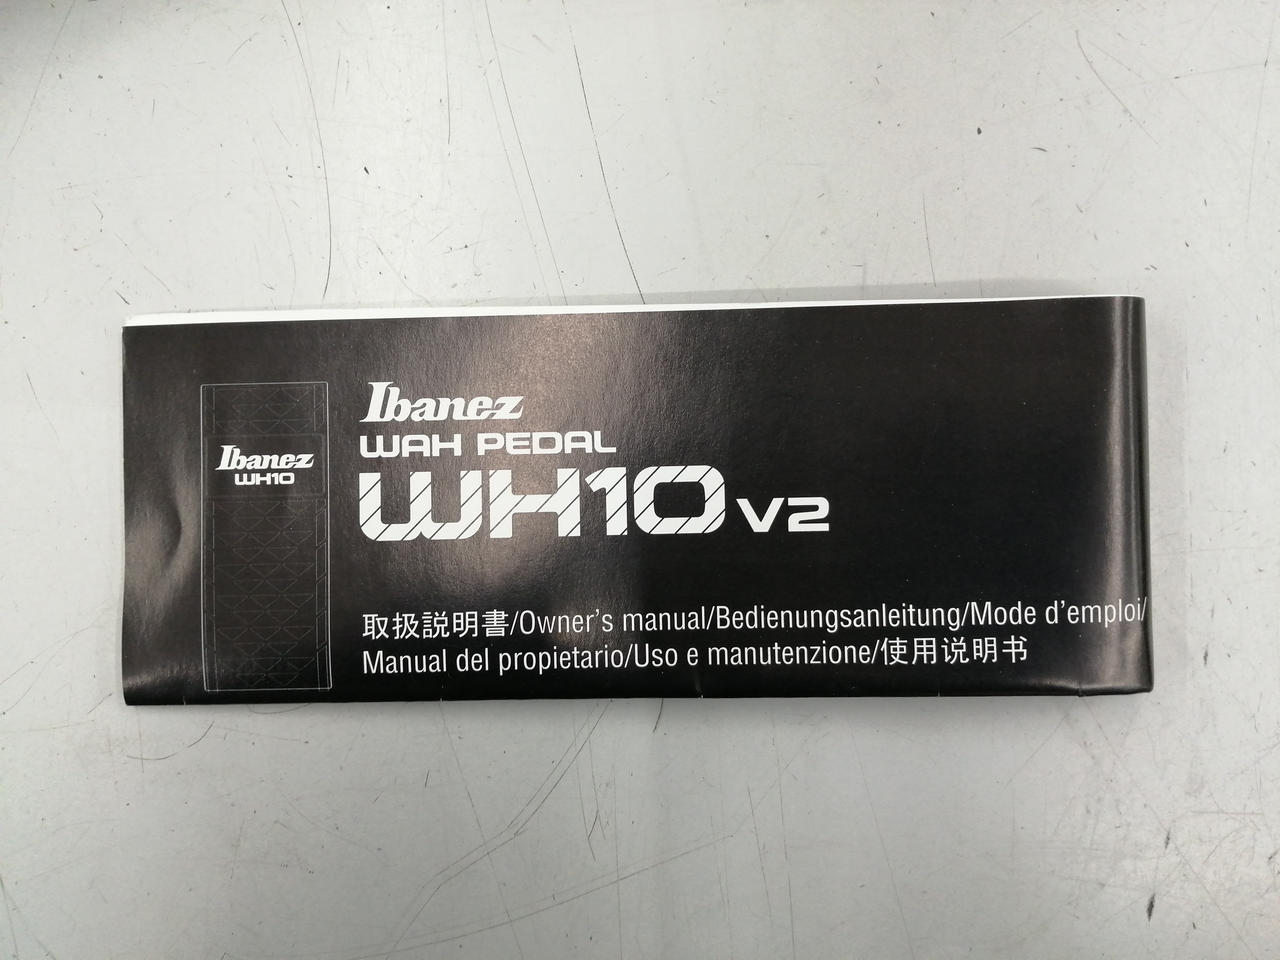 Ibanez
WH10
Ibanez
WAH PEDAL
WH10 V2
取扱説明書/Owner's manual/Bedienungsanleitung/Mode d'emploi/
Manual del propietario/Uso e manutenzione/使用说明书